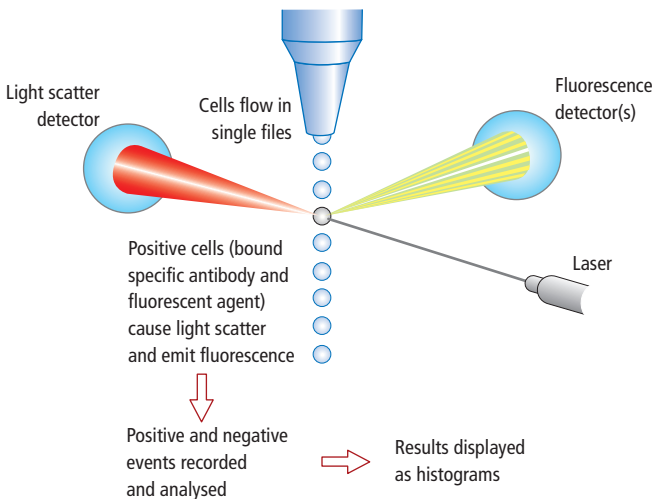 Light scatter
detector
Cells flow in
single files
Fluorescence
detector(s)
Laser
Positive cells (bound
specific antibody and
fluorescent agent)
cause light scatter
and emit fluorescence
Positive and negative
events recorded
and analysed
Results displayed
as histograms